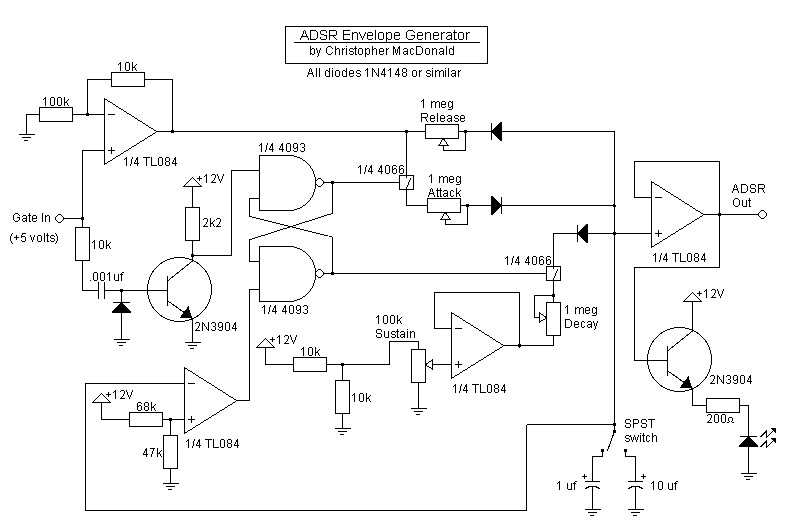 ADSR Envelope Generator
by Christopher MacDonald
All diodes 1N4148 or similar
10k
100k
1/4 TL084
+12V
2k2
1/4 4093
1/4 4066
1 meg
Release
1 meg
Attack
ADSR
Out
Gate In
(+5 volts)
10k
.001uf
2N3904
1/4 4093
1/4 4066
1/4 TL084
+12V
10k
10k
100k
Sustain
1/4 TL084
1 meg
Decay
+12V
2N3904
200Ω
+12V
68k
47k
1/4 TL084
SPST
switch
+
1 uf
+
10 uf